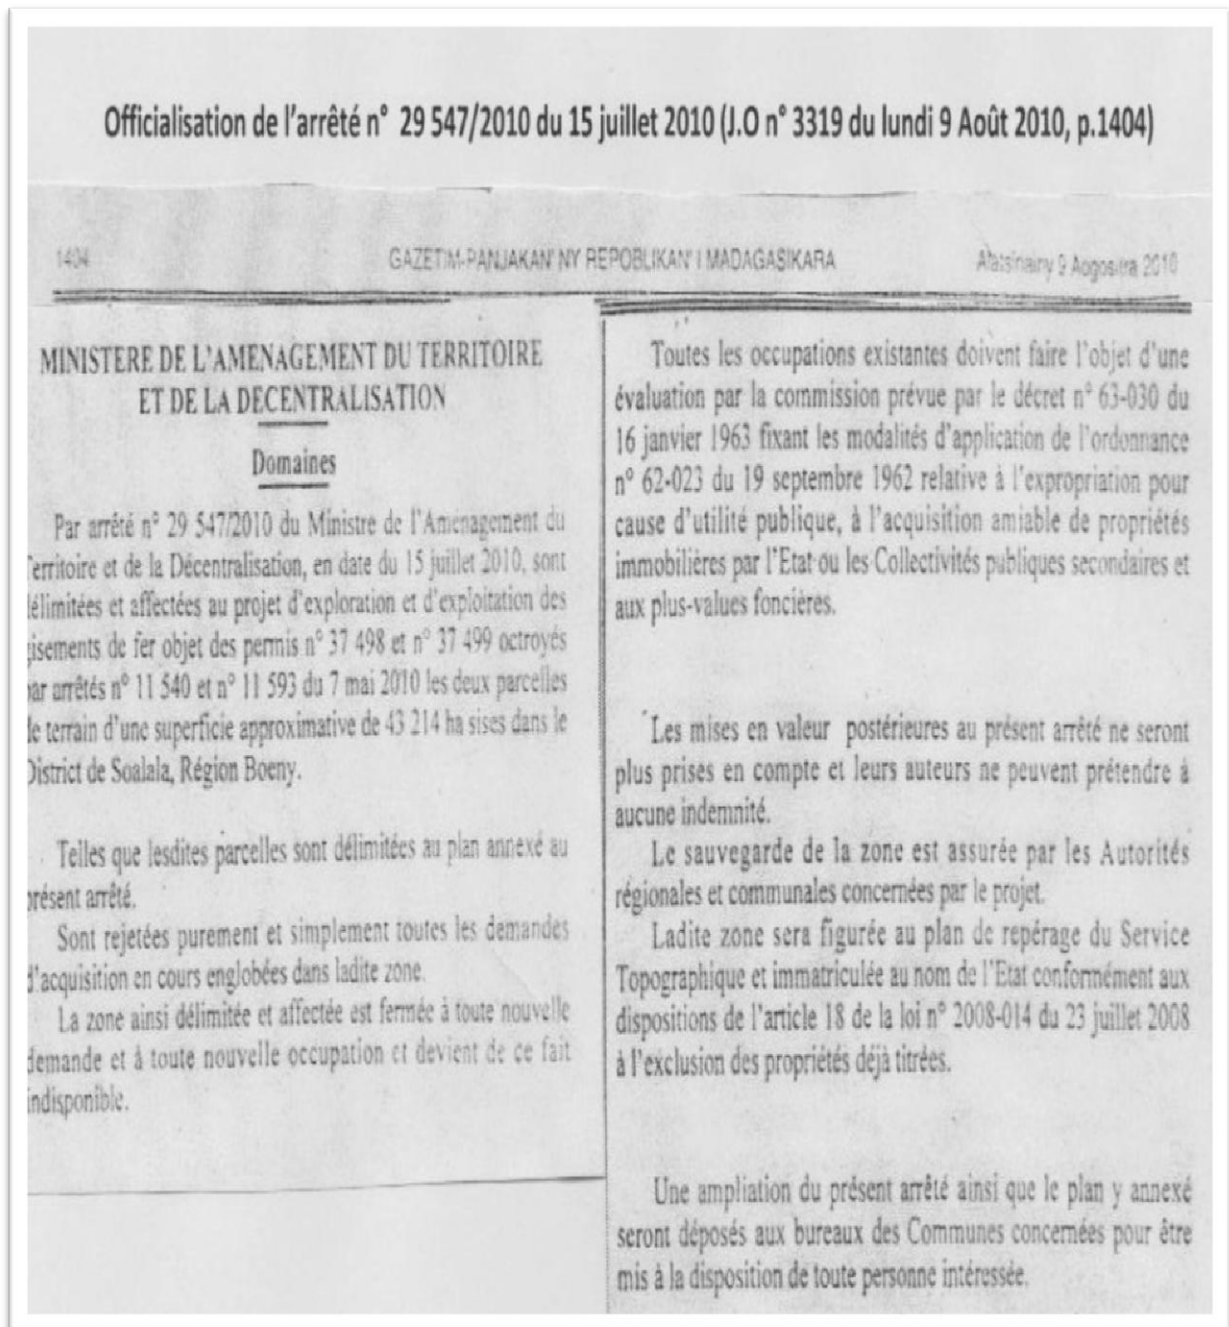 Officialisation de l'arrêté n° 29 547/2010 du 15 juillet 2010 (J.O n° 3319 du lundi 9 Août 2010, p.1404)
1404 GAZETIM-PANJAKAN' NY REPOBLIKAN' I MADAGASIKARA Alatsinainy 9 Aogositra 2010
MINISTERE DE L'AMENAGEMENT DU TERRITOIRE
ET DE LA DECENTRALISATION
Domaines
Par arrêté n° 29 547/2010 du Ministre de l'Amenagement du
Territoire et de la Décentralisation, en date du 15 juillet 2010, sont
délimitées et affectées au projet d'exploration et d'exploitation des
gisements de fer objet des permis n° 37 498 et n° 37 499 octroyés
par arrêtés n° 11 540 et n° 11 593 du 7 mai 2010 les deux parcelles
de terrain d'une superficie approximative de 43 214 ha sises dans le
District de Soalala, Région Boeny.
Telles que lesdites parcelles sont délimitées au plan annexé au
présent arrêté.
Sont rejetées purement et simplement toutes les demandes
d'acquisition en cours englobées dans ladite zone.
La zone ainsi délimitée et affectée est fermée à toute nouvelle
demande et à toute nouvelle occupation et devient de ce fait
indisponible.
Toutes les occupations existantes doivent faire l'objet d'une
évaluation par la commission prévue par le décret n° 63-030 du
16 janvier 1963 fixant les modalités d'application de l'ordonnance
n° 62-023 du 19 septembre 1962 relative à l'expropriation pour
cause d'utilité publique, à l'acquisition amiable de propriétés
immobilières par l'Etat ou les Collectivités publiques secondaires et
aux plus-values foncières.
Les mises en valeur postérieures au présent arrêté ne seront
plus prises en compte et leurs auteurs ne peuvent prétendre à
aucune indemnité.
Le sauvegarde de la zone est assurée par les Autorités
régionales et communales concernées par le projet.
Ladite zone sera figurée au plan de repérage du Service
Topographique et immatriculée au nom de l'Etat conformément aux
dispositions de l'article 18 de la loi n° 2008-014 du 23 juillet 2008
à l'exclusion des propriétés déjà titrées.
Une ampliation du présent arrêté ainsi que le plan y annexé
seront déposés aux bureaux des Communes concernées pour être
mis à la disposition de toute personne intéressée.